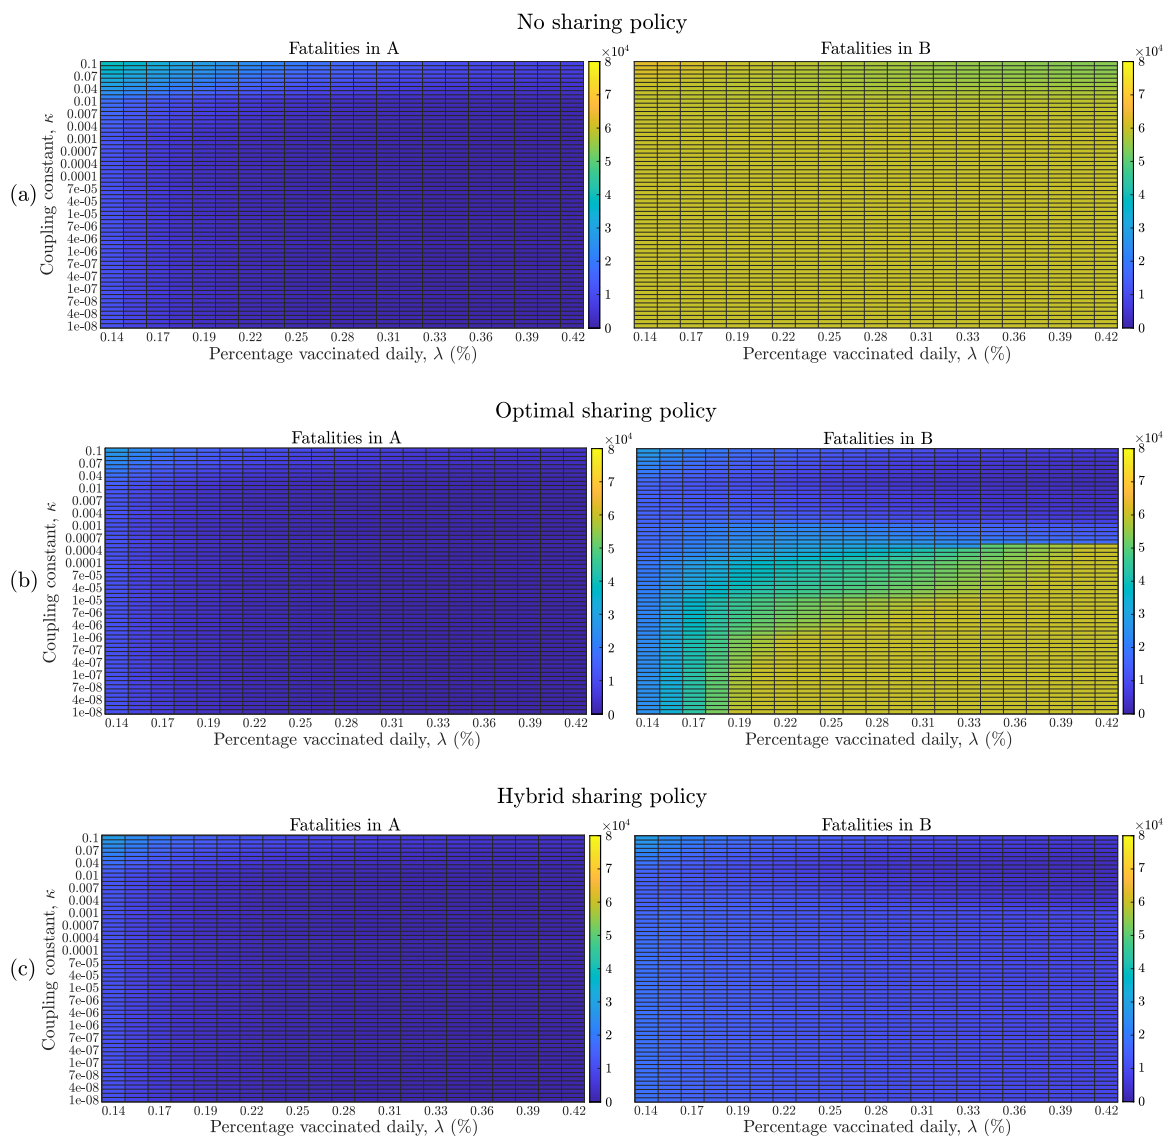 No sharing policy
Fatalities in A
Fatalities in B
×10⁴
×10⁴
(a)
Coupling constant, κ
0.1
0.07
0.04
0.01
0.007
0.004
0.001
0.0007
0.0004
0.0001
7e-05
4e-05
1e-05
7e-06
4e-06
1e-06
7e-07
4e-07
1e-07
7e-08
4e-08
1e-08
8
7
6
5
4
3
2
1
0
8
7
6
5
4
3
2
1
0
0.14 0.17 0.19 0.22 0.25 0.28 0.31 0.33 0.36 0.39 0.42
0.14 0.17 0.19 0.22 0.25 0.28 0.31 0.33 0.36 0.39 0.42
Percentage vaccinated daily, λ (%)
Percentage vaccinated daily, λ (%)
Optimal sharing policy
Fatalities in A
Fatalities in B
×10⁴
×10⁴
(b)
Coupling constant, κ
0.1
0.07
0.04
0.01
0.007
0.004
0.001
0.0007
0.0004
0.0001
7e-05
4e-05
1e-05
7e-06
4e-06
1e-06
7e-07
4e-07
1e-07
7e-08
4e-08
1e-08
8
7
6
5
4
3
2
1
0
8
7
6
5
4
3
2
1
0
0.14 0.17 0.19 0.22 0.25 0.28 0.31 0.33 0.36 0.39 0.42
0.14 0.17 0.19 0.22 0.25 0.28 0.31 0.33 0.36 0.39 0.42
Percentage vaccinated daily, λ (%)
Percentage vaccinated daily, λ (%)
Hybrid sharing policy
Fatalities in A
Fatalities in B
×10⁴
×10⁴
(c)
Coupling constant, κ
0.1
0.07
0.04
0.01
0.007
0.004
0.001
0.0007
0.0004
0.0001
7e-05
4e-05
1e-05
7e-06
4e-06
1e-06
7e-07
4e-07
1e-07
7e-08
4e-08
1e-08
8
7
6
5
4
3
2
1
0
8
7
6
5
4
3
2
1
0
0.14 0.17 0.19 0.22 0.25 0.28 0.31 0.33 0.36 0.39 0.42
0.14 0.17 0.19 0.22 0.25 0.28 0.31 0.33 0.36 0.39 0.42
Percentage vaccinated daily, λ (%)
Percentage vaccinated daily, λ (%)